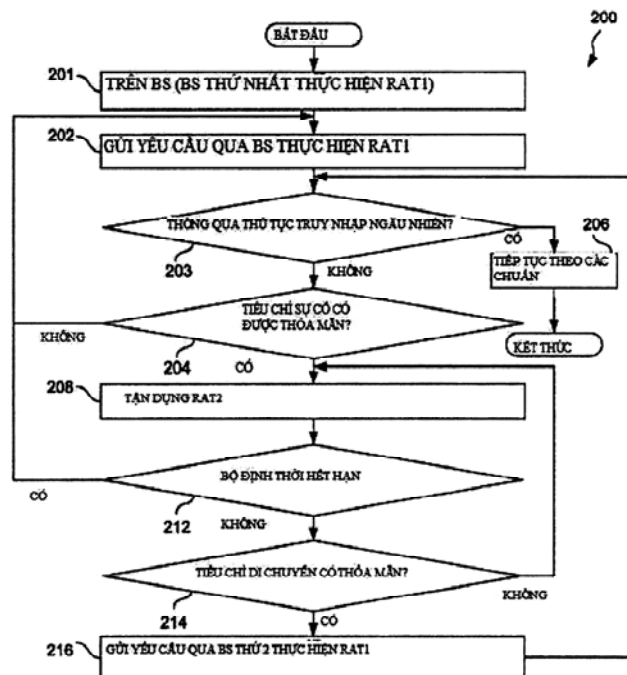 200
BẮT ĐẦU
201
TRÊN BS (BS THỨ NHẤT THỰC HIỆN RAT1)
202
GỬI YÊU CẦU QUA BS THỰC HIỆN RAT1
THÔNG QUA THỦ TỤC TRUY NHẬP NGẪU NHIÊN?
CÓ
203
KHÔNG
206
TIẾP TỤC THEO CÁC
CHUẨN
KẾT THÚC
TIÊU CHÍ SỰ CỐ CÓ
ĐƯỢC THỎA MÃN?
KHÔNG
204
CÓ
208
TẬN DỤNG RAT2
BỘ ĐỊNH THỜI HẾT HẠN
CÓ
212
KHÔNG
TIÊU CHÍ DI CHUYỂN CÓ THỎA MÃN?
KHÔNG
214
CÓ
216
GỬI YÊU CẦU QUA BS THỨ 2 THỰC HIỆN RAT1